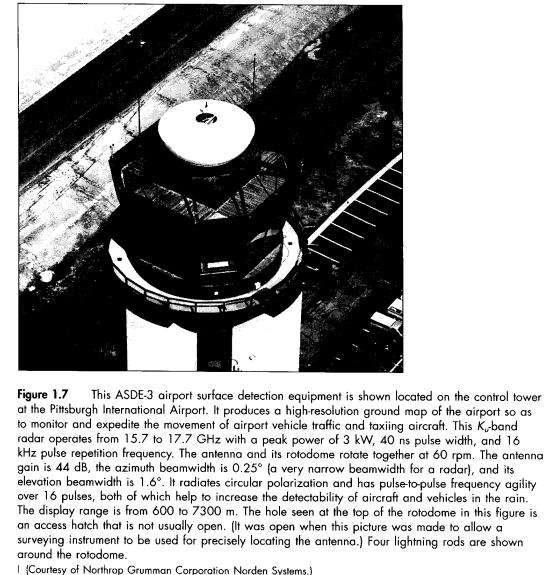 Figure 1.7 This ASDE-3 airport surface detection equipment is shown located on the control tower
at the Pittsburgh International Airport. It produces a high-resolution ground map of the airport so as
to monitor and expedite the movement of airport vehicle traffic and taxiing aircraft. This Ku-band
radar operates from 15.7 to 17.7 GHz with a peak power of 3 kW, 40 ns pulse width, and 16
kHz pulse repetition frequency. The antenna and its rotodome rotate together at 60 rpm. The antenna
gain is 44 dB, the azimuth beamwidth is 0.25° (a very narrow beamwidth for a radar), and its
elevation beamwidth is 1.6°. It radiates circular polarization and has pulse-to-pulse frequency agility
over 16 pulses, both of which help to increase the detectability of aircraft and vehicles in the rain.
The display range is from 600 to 7300 m. The hole seen at the top of the rotodome in this figure is
an access hatch that is not usually open. (It was open when this picture was made to allow a
surveying instrument to be used for precisely locating the antenna.) Four lightning rods are shown
around the rotodome.
| (Courtesy of Northrop Grumman Corporation Norden Systems.)